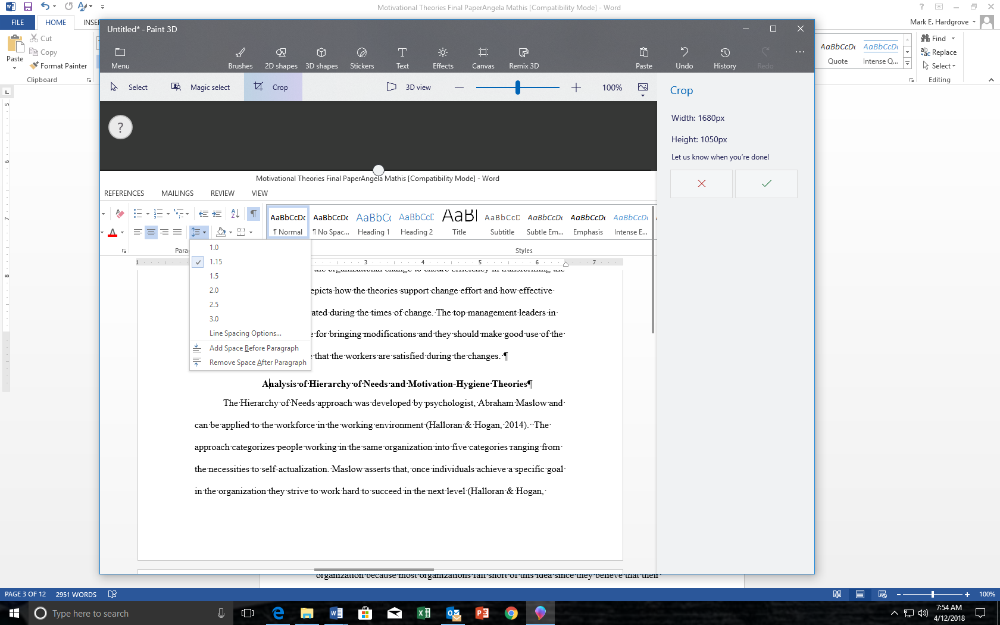 Motivational Theories Final PaperAngela Mathis [Compatibility Mode] - Word
FILE
HOME
Mark E. Hardgrove
Cut
Copy
Format Painter
Paste
Clipboard
Untitled* - Paint 3D
Menu
Brushes
2D shapes
3D shapes
Stickers
Text
Effects
Canvas
Remix 3D
Paste
Undo
History
Redo
Quote
Intense Q...
Find
Replace
Select
Editing
Select
Magic select
Crop
3D view
100%
Crop
Width: 1680px
Height: 1050px
Let us know when you're done!
?
Motivational Theories Final PaperAngela Mathis [Compatibility Mode] - Word
REFERENCES MAILINGS REVIEW VIEW
¶ Normal
¶ No Spac...
Heading 1
Heading 2
Title
Subtitle
Subtle Em...
Emphasis
Intense E...
Styles
1 3 4 5 6 7
1.0
1.15
1.5
2.0
2.5
3.0
Line Spacing Options...
Add Space Before Paragraph
Remove Space After Paragraph
the organizational change to ensure efficiency in transforming the
epicts how the theories support change effort and how effective
ated during the times of change. The top management leaders in
e for bringing modifications and they should make good use of the
e that the workers are satisfied during the changes. ¶
Analysis of Hierarchy of Needs and Motivation-Hygiene Theories¶
The Hierarchy of Needs approach was developed by psychologist, Abraham Maslow and
can be applied to the workforce in the working environment (Halloran & Hogan, 2014). The
approach categorizes people working in the same organization into five categories ranging from
the necessities to self-actualization. Maslow asserts that, once individuals achieve a specific goal
in the organization they strive to work hard to succeed in the next level (Halloran & Hogan,
organization because most organizations fall short of this idea since they believe that their
PAGE 3 OF 12 2951 WORDS
100%
Type here to search
7:54 AM
4/12/2018